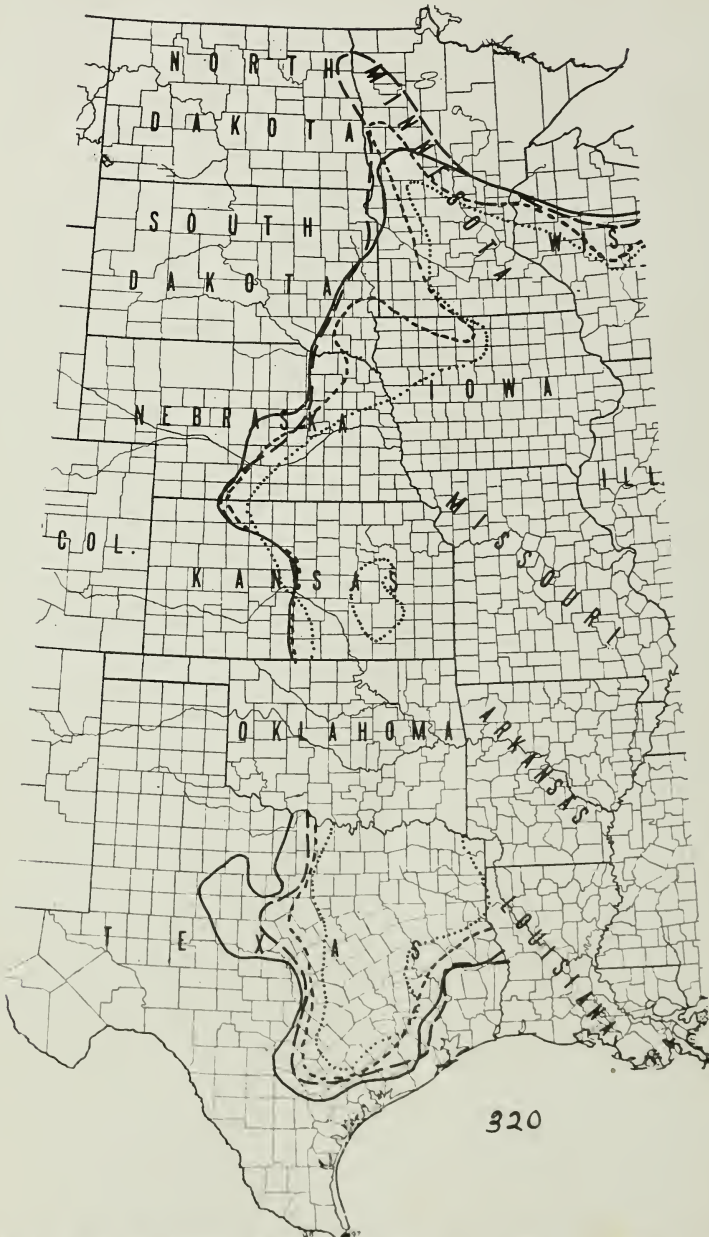 NORTH
DAKOTA
MINNESOTA
SOUTH
DAKOTA
WIS
NEBRASKA
IOWA
ILL
COL.
KANSAS
MISSOURI
OKLAHOMA
ARKANSAS
TEXAS
LOUISIANA
320